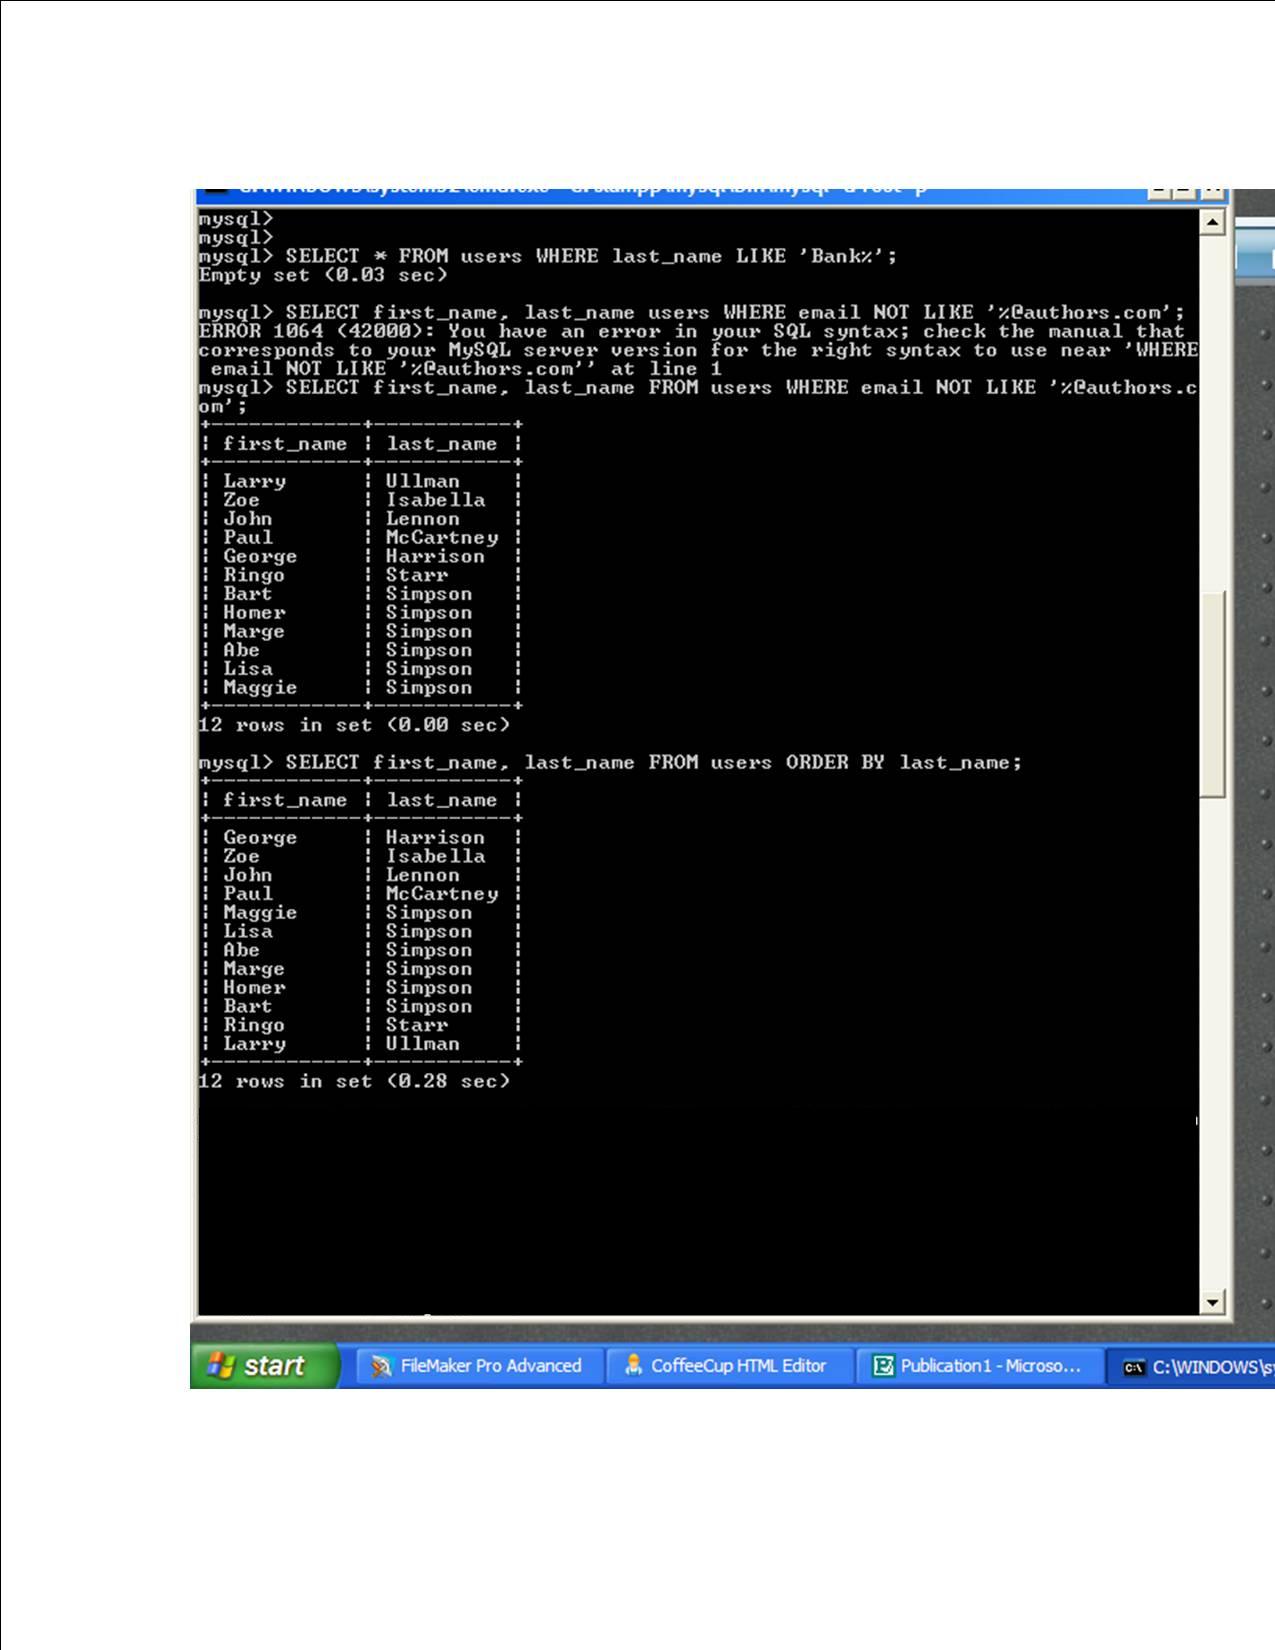 mysql>
mysql>
mysql> SELECT * FROM users WHERE last_name LIKE 'Bank%';
Empty set (0.03 sec)
mysql> SELECT first_name, last_name users WHERE email NOT LIKE '%@authors.com';
ERROR 1064 (42000): You have an error in your SQL syntax; check the manual that
corresponds to your MySQL server version for the right syntax to use near 'WHERE
 email NOT LIKE '%@authors.com'' at line 1
mysql> SELECT first_name, last_name FROM users WHERE email NOT LIKE '%@authors.c
om';
+------------+-----------+
| first_name | last_name |
+------------+-----------+
| Larry      | Ullman    |
| Zoe        | Isabella  |
| John       | Lennon    |
| Paul       | McCartney |
| George     | Harrison  |
| Ringo      | Starr     |
| Bart       | Simpson   |
| Homer      | Simpson   |
| Marge      | Simpson   |
| Abe        | Simpson   |
| Lisa       | Simpson   |
| Maggie     | Simpson   |
+------------+-----------+
12 rows in set (0.00 sec)
mysql> SELECT first_name, last_name FROM users ORDER BY last_name;
+------------+-----------+
| first_name | last_name |
+------------+-----------+
| George     | Harrison  |
| Zoe        | Isabella  |
| John       | Lennon    |
| Paul       | McCartney |
| Maggie     | Simpson   |
| Lisa       | Simpson   |
| Abe        | Simpson   |
| Marge      | Simpson   |
| Homer      | Simpson   |
| Bart       | Simpson   |
| Ringo      | Starr     |
| Larry      | Ullman    |
+------------+-----------+
12 rows in set (0.28 sec)
start FileMaker Pro Advanced CoffeeCup HTML Editor Publication1 - Microso... C:\WINDOWS\s